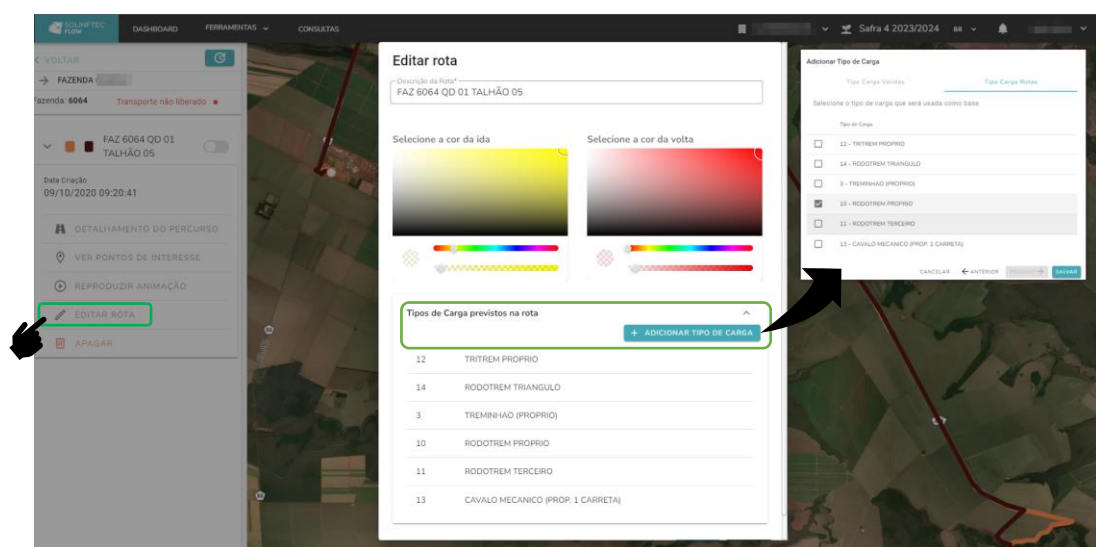 SOLINFTEC
FLOW
DASHBOARD
FERRAMENTAS
CONSULTAS
Safra 4 2023/2024
BR
VOLTAR
FAZENDA
Fazenda: 6064
Transporte não liberado
FAZ 6064 QD 01
TALHÃO 05
Data Criação
09/10/2020 09:20:41
DETALHAMENTO DO PERCURSO
VER PONTOS DE INTERESSE
REPRODUZIR ANIMAÇÃO
EDITAR ROTA
APAGAR
Editar rota
Descrição da Rota*
FAZ 6064 QD 01 TALHÃO 05
Selecione a cor da ida
Selecione a cor da volta
Tipos de Carga previstos na rota
+ ADICIONAR TIPO DE CARGA
12 TRITREM PROPRIO
14 RODOTREM TRIANGULO
3 TREMINHAO (PROPRIO)
10 RODOTREM PROPRIO
11 RODOTREM TERCEIRO
13 CAVALO MECANICO (PROP. 1 CARRETA)
Adicionar Tipo de Carga
Tipo Carga Válidas
Tipo Carga Rotas
Selecione o tipo de carga que será usada como base
Tipo de Carga
12 - TRITREM PROPRIO
14 - RODOTREM TRIANGULO
3 - TREMINHAO (PROPRIO)
10 - RODOTREM PROPRIO
11 - RODOTREM TERCEIRO
13 - CAVALO MECANICO (PROP. 1 CARRETA)
CANCELAR
ANTERIOR
PRÓXIMO
SALVAR